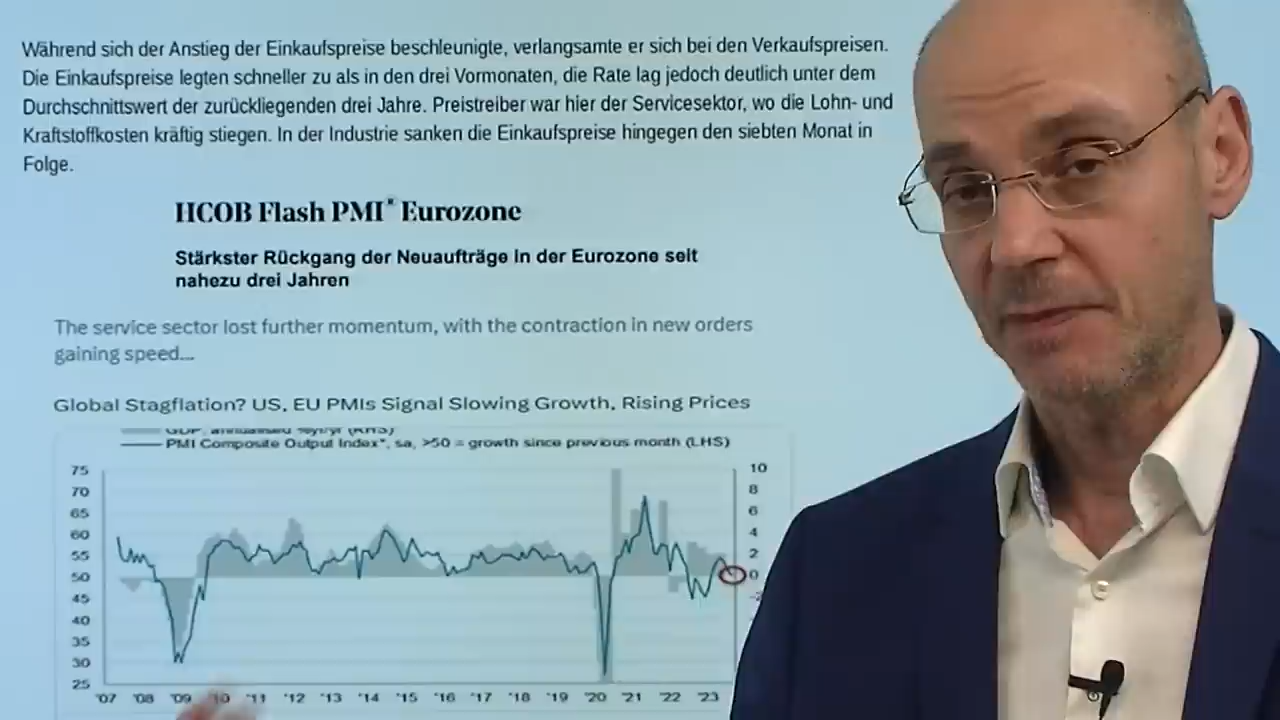 Während sich der Anstieg der Einkaufspreise beschleunigte, verlangsamte er sich bei den Verkaufspreisen.
Die Einkaufspreise legten schneller zu als in den drei Vormonaten, die Rate lag jedoch deutlich unter dem
Durchschnittswert der zurückliegenden drei Jahre. Preistreiber war hier der Servicesektor, wo die Lohn- und
Kraftstoffkosten kräftig stiegen. In der Industrie sanken die Einkaufspreise hingegen den siebten Monat in
Folge.
HCOB Flash PMI® Eurozone
Stärkster Rückgang der Neuaufträge in der Eurozone seit
nahezu drei Jahren
The service sector lost further momentum, with the contraction in new orders
gaining speed...
Global Stagflation? US, EU PMIs Signal Slowing Growth, Rising Prices
PMI Composite Output Index*, sa, >50 = growth since previous month (LHS)
75 10
70 8
65 6
60 4
55 2
50 0
45 -2
40
35
30
25
'07 '08 '09 '10 '11 '12 '13 '14 '15 '16 '17 '18 '19 '20 '21 '22 '23